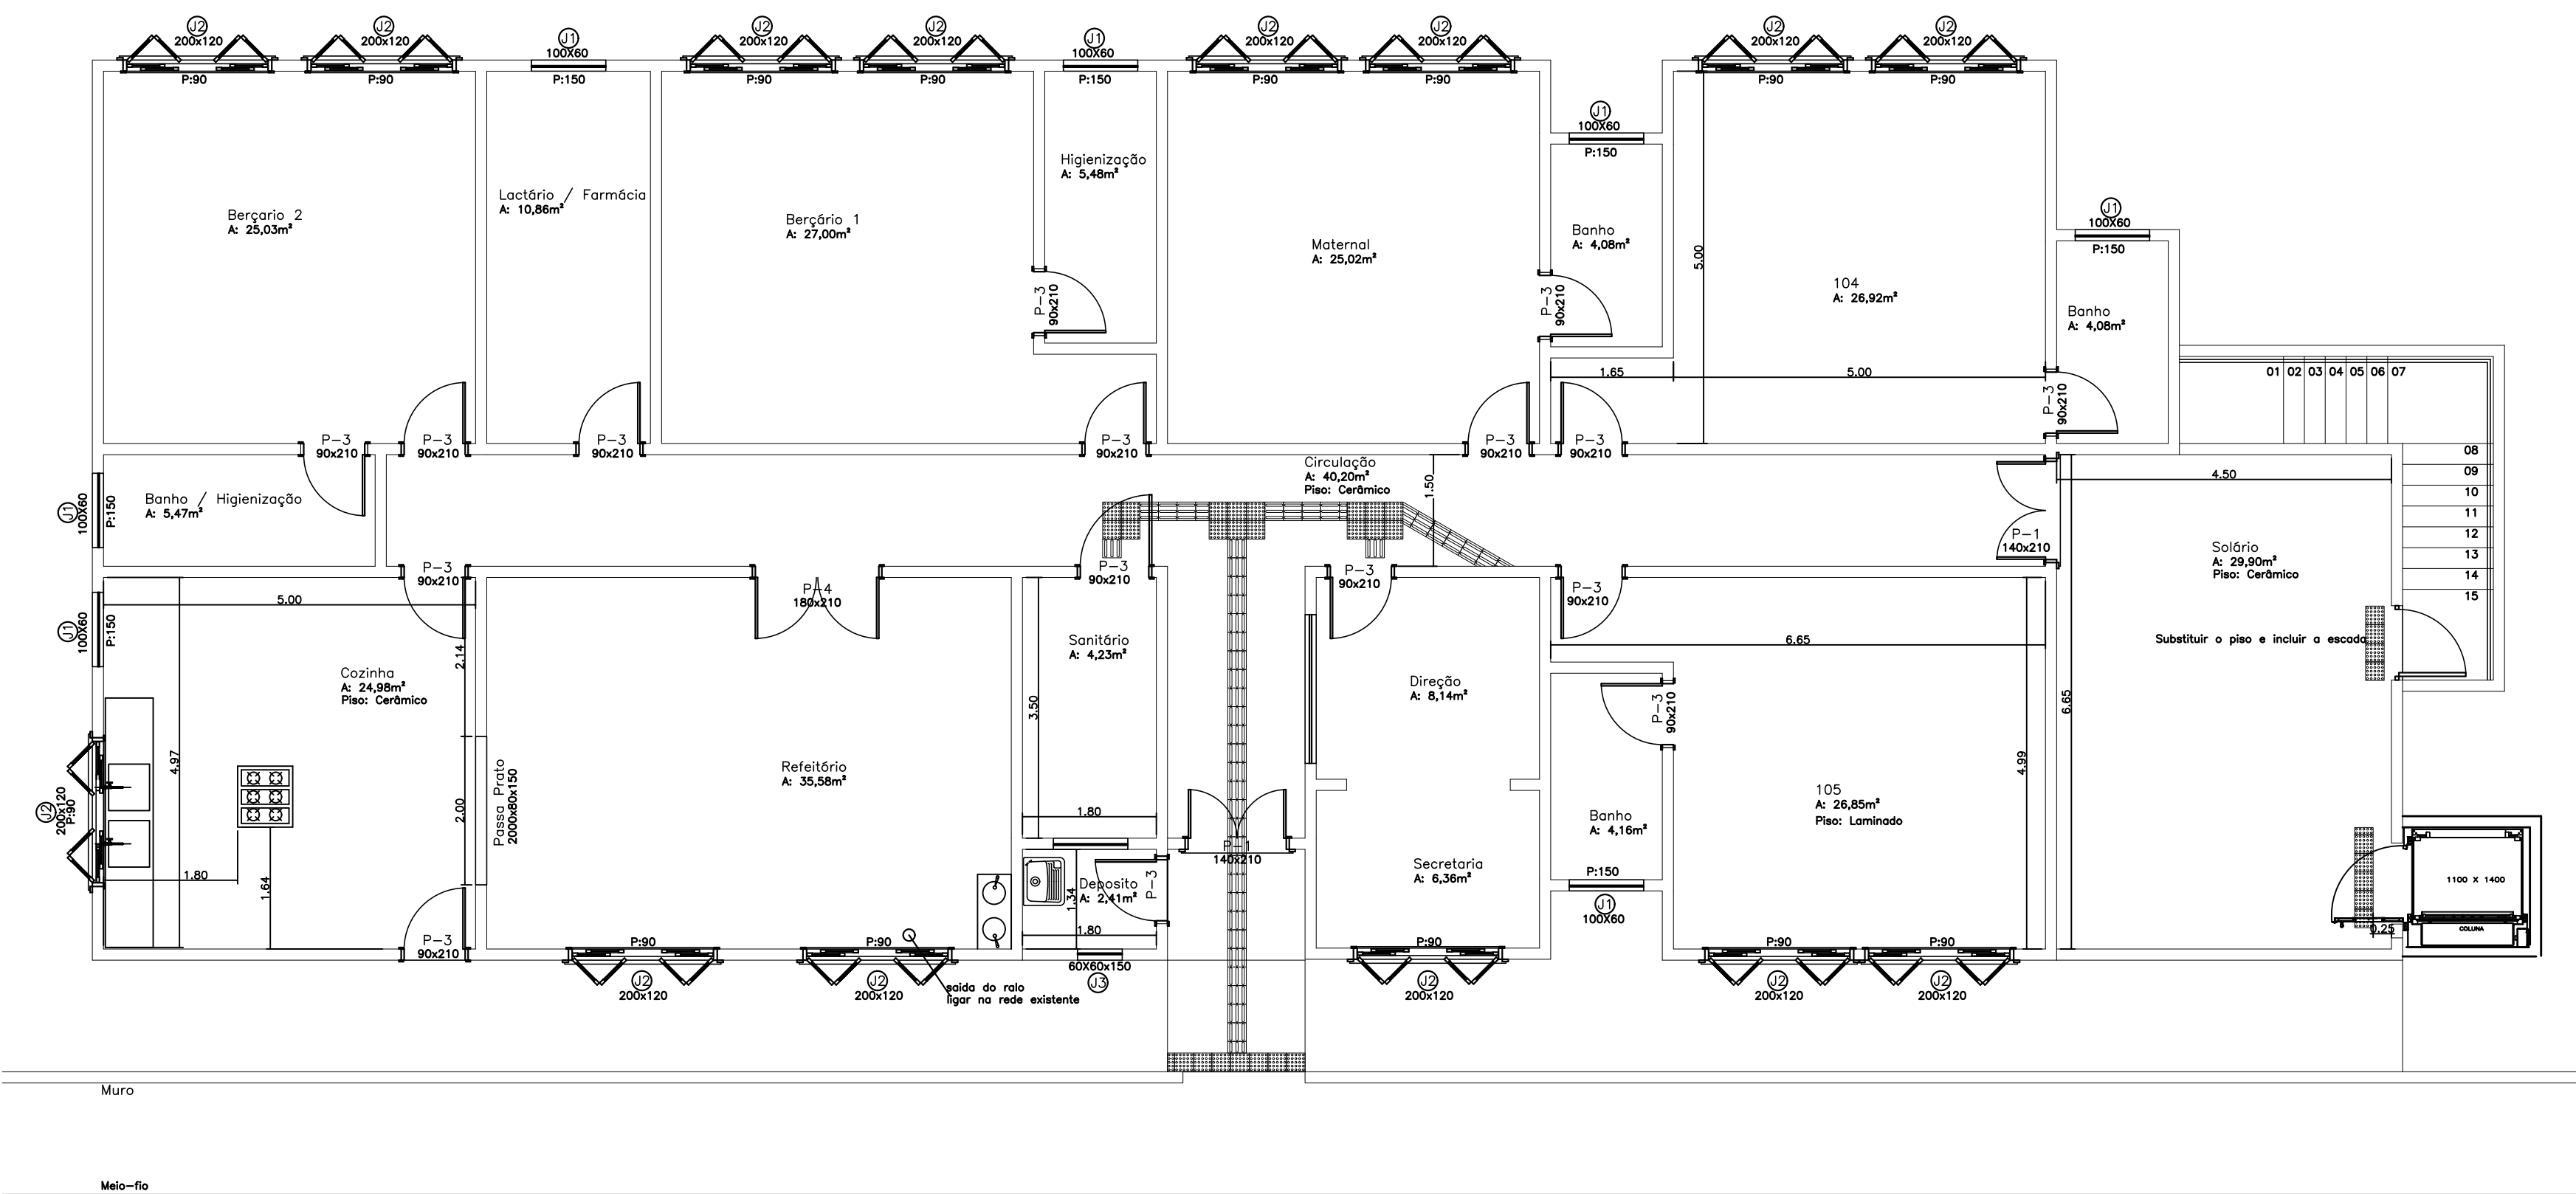 J2
200x120
P:90
J2
200x120
P:90
J1
100X60
P:150
J2
200x120
P:90
J2
200x120
P:90
J1
100X60
P:150
J2
200x120
P:90
J2
200x120
P:90
J1
100X60
P:150
J2
200x120
P:90
J2
200x120
P:90
J1
100X60
P:150
Berçario 2
A: 25,03m²
Lactário / Farmácia
A: 10,86m²
Berçário 1
A: 27,00m²
Higienização
A: 5,48m²
P-3
90x210
Maternal
A: 25,02m²
Banho
A: 4,08m²
P-3
90x210
5.00
104
A: 26,92m²
Banho
A: 4,08m²
P-3
90x210
1.65
5.00
01 02 03 04 05 06 07
08
09
10
11
12
13
14
15
P-3
90x210
P-3
90x210
P-3
90x210
P-3
90x210
P-3
90x210
P-3
90x210
Banho / Higienização
A: 5,47m²
J1
100X60
P:150
Circulação
A: 40,20m²
Piso: Cerâmico
1.50
P-1
140x210
4.50
Solário
A: 29,90m²
Piso: Cerâmico
Substituir o piso e incluir a escada
6.65
P-3
90x210
P-4
180x210
P-3
90x210
P-3
90x210
P-3
90x210
J1
100X60
P:150
5.00
2.14
Cozinha
A: 24,98m²
Piso: Cerâmico
4.97
2.00
Passa Prato
2000x80x150
J2
200x120
P:90
1.80
1.64
P-3
90x210
Refeitório
A: 35,58m²
Sanitário
A: 4,23m²
3.50
1.80
Deposito
A: 2,41m²
1.34
P-3
1.80
60X60x150
J3
P-1
140x210
Direção
A: 8,14m²
Secretaria
A: 6,36m²
6.65
P-3
90x210
Banho
A: 4,16m²
P:150
J1
100X60
4.99
105
A: 26,85m²
Piso: Laminado
1100 X 1400
COLUNA
0.25
P:90
J2
200x120
P:90
J2
200x120
saida do ralo
ligar na rede existente
P:90
J2
200x120
P:90
J2
200x120
P:90
J2
200x120
Muro
Meio-fio